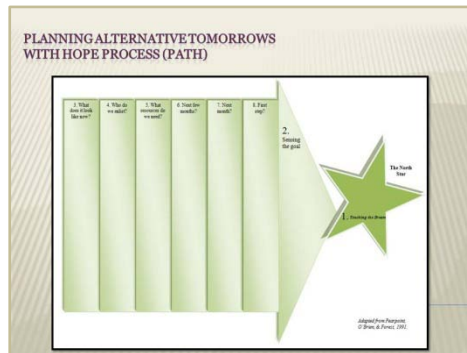 PLANNING ALTERNATIVE TOMORROWS
WITH HOPE PROCESS (PATH)
3. What
does it look
like now?
4. Who do
we enlist?
5. What
resources do
we need?
6. Next few
months?
7. Next
month?
8. First
step?
2.
Sensing
the goal
The North
Star
1. Touching the Dream
Adapted from Pearpoint,
O'Brien, & Forest, 1991.